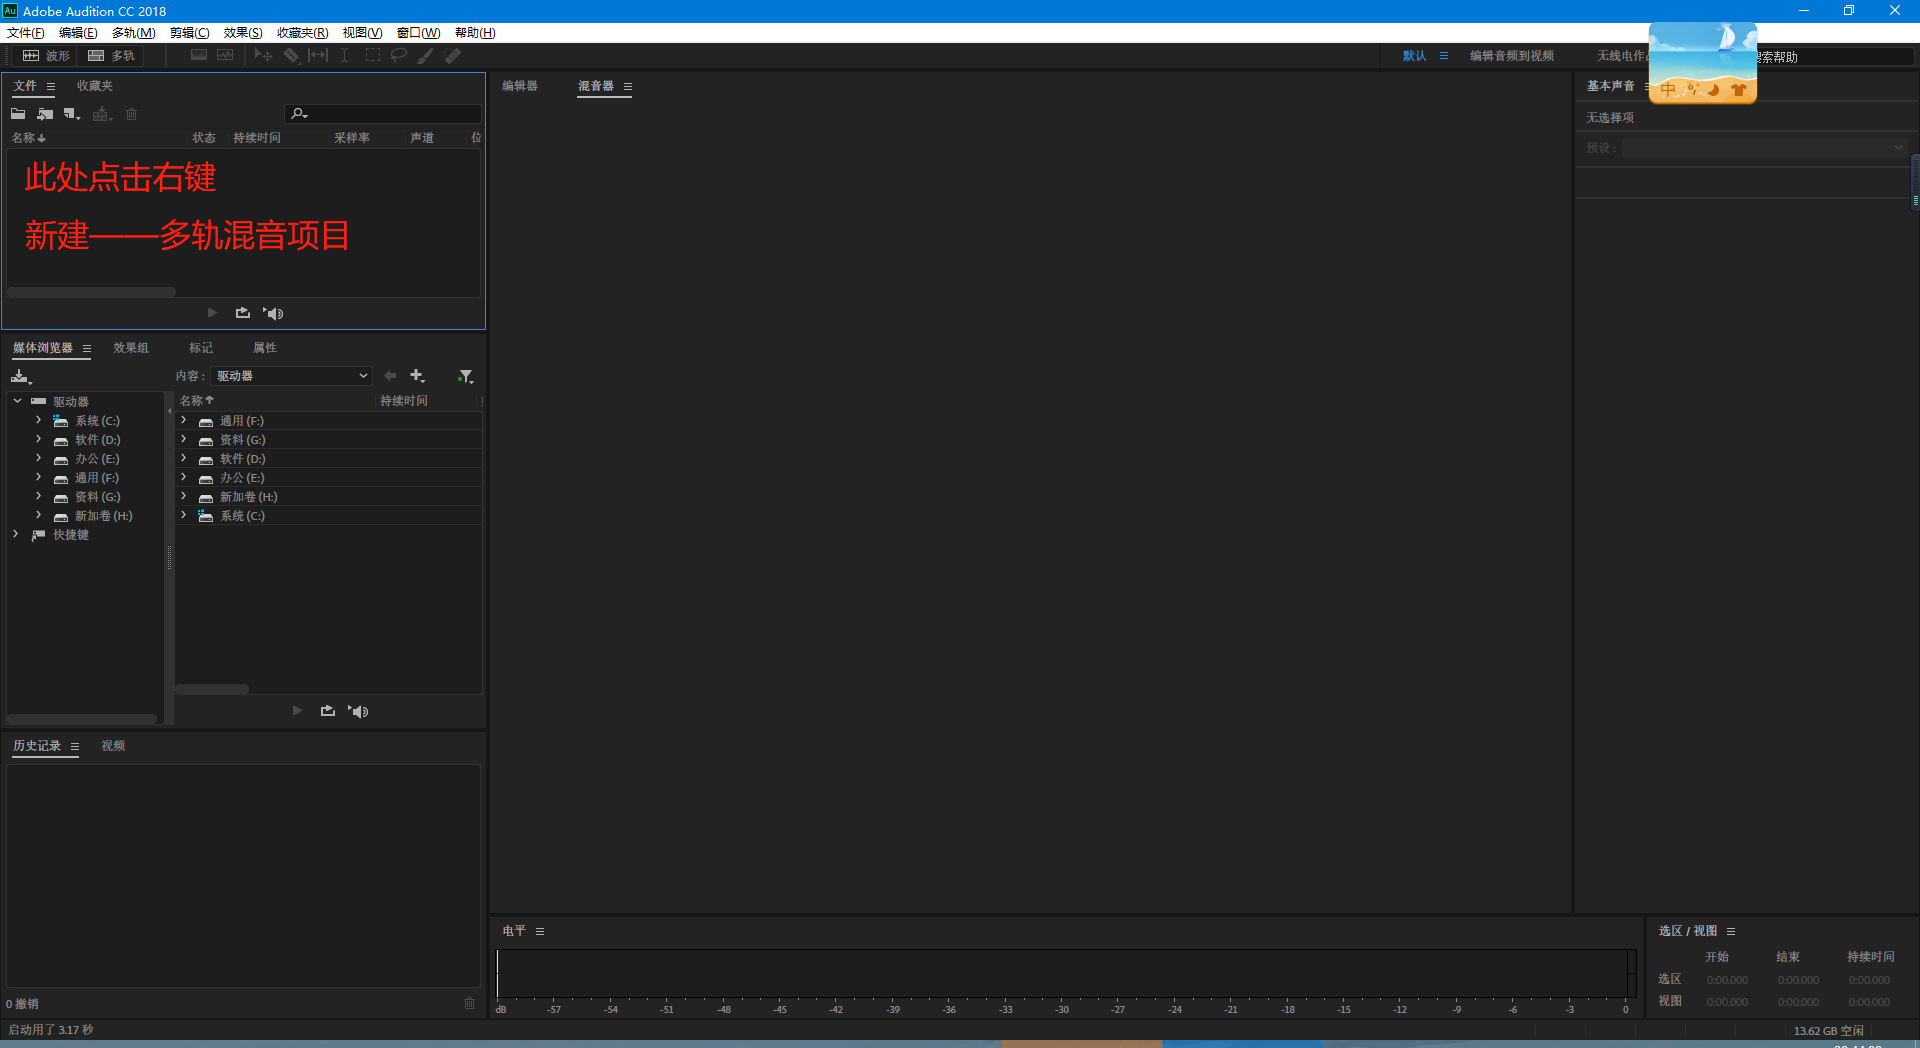 Adobe Audition CC 2018
文件(F) 编辑(E) 多轨(M) 剪辑(C) 效果(S) 收藏夹(R) 视图(V) 窗口(W) 帮助(H)
波形 多轨 默认 编辑音频到视频 无线电作 索帮助
中
文件 收藏夹
名称 状态 持续时间 采样率 声道 位
此处点击右键
新建——多轨混音项目
媒体浏览器 效果组 标记 属性
内容: 驱动器
驱动器
系统 (C:)
软件 (D:)
办公 (E:)
通用 (F:)
资料 (G:)
新加卷 (H:)
快捷键
名称 持续时间
通用 (F:)
资料 (G:)
软件 (D:)
办公 (E:)
新加卷 (H:)
系统 (C:)
历史记录 视频
0 撤销
启动用了 3.17 秒
编辑器 混音器
基本声音
无选择项
预设:
电平
dB -57 -54 -51 -48 -45 -42 -39 -36 -33 -30 -27 -24 -21 -18 -15 -12 -9 -6 -3 0
选区 / 视图
开始 结束 持续时间
选区 0:00.000 0:00.000 0:00.000
视图 0:00.000 0:00.000 0:00.000
13.62 GB 空闲